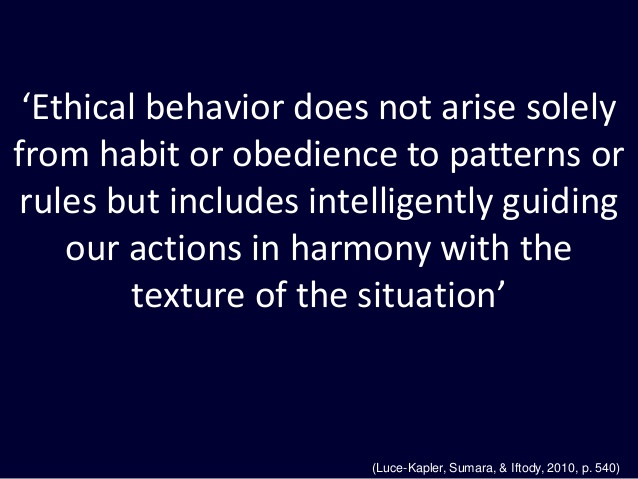 ‘Ethical behavior does not arise solely
from habit or obedience to patterns or
rules but includes intelligently guiding
our actions in harmony with the
texture of the situation’
(Luce-Kapler, Sumara, & Iftody, 2010, p. 540)